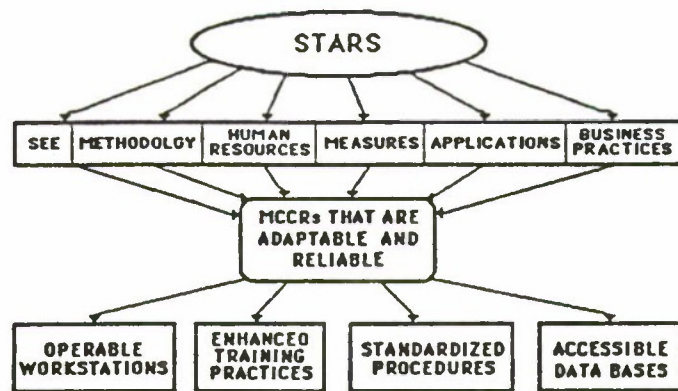 STARS
SEE
METHODOLGY
HUMAN
RESOURCES
MEASURES
APPLICATIONS
BUSINESS
PRACTICES
MCCRs THAT ARE
ADAPTABLE AND
RELIABLE
OPERABLE
WORKSTATIONS
ENHANCED
TRAINING
PRACTICES
STANDARDIZED
PROCEDURES
ACCESSIBLE
DATA BASES